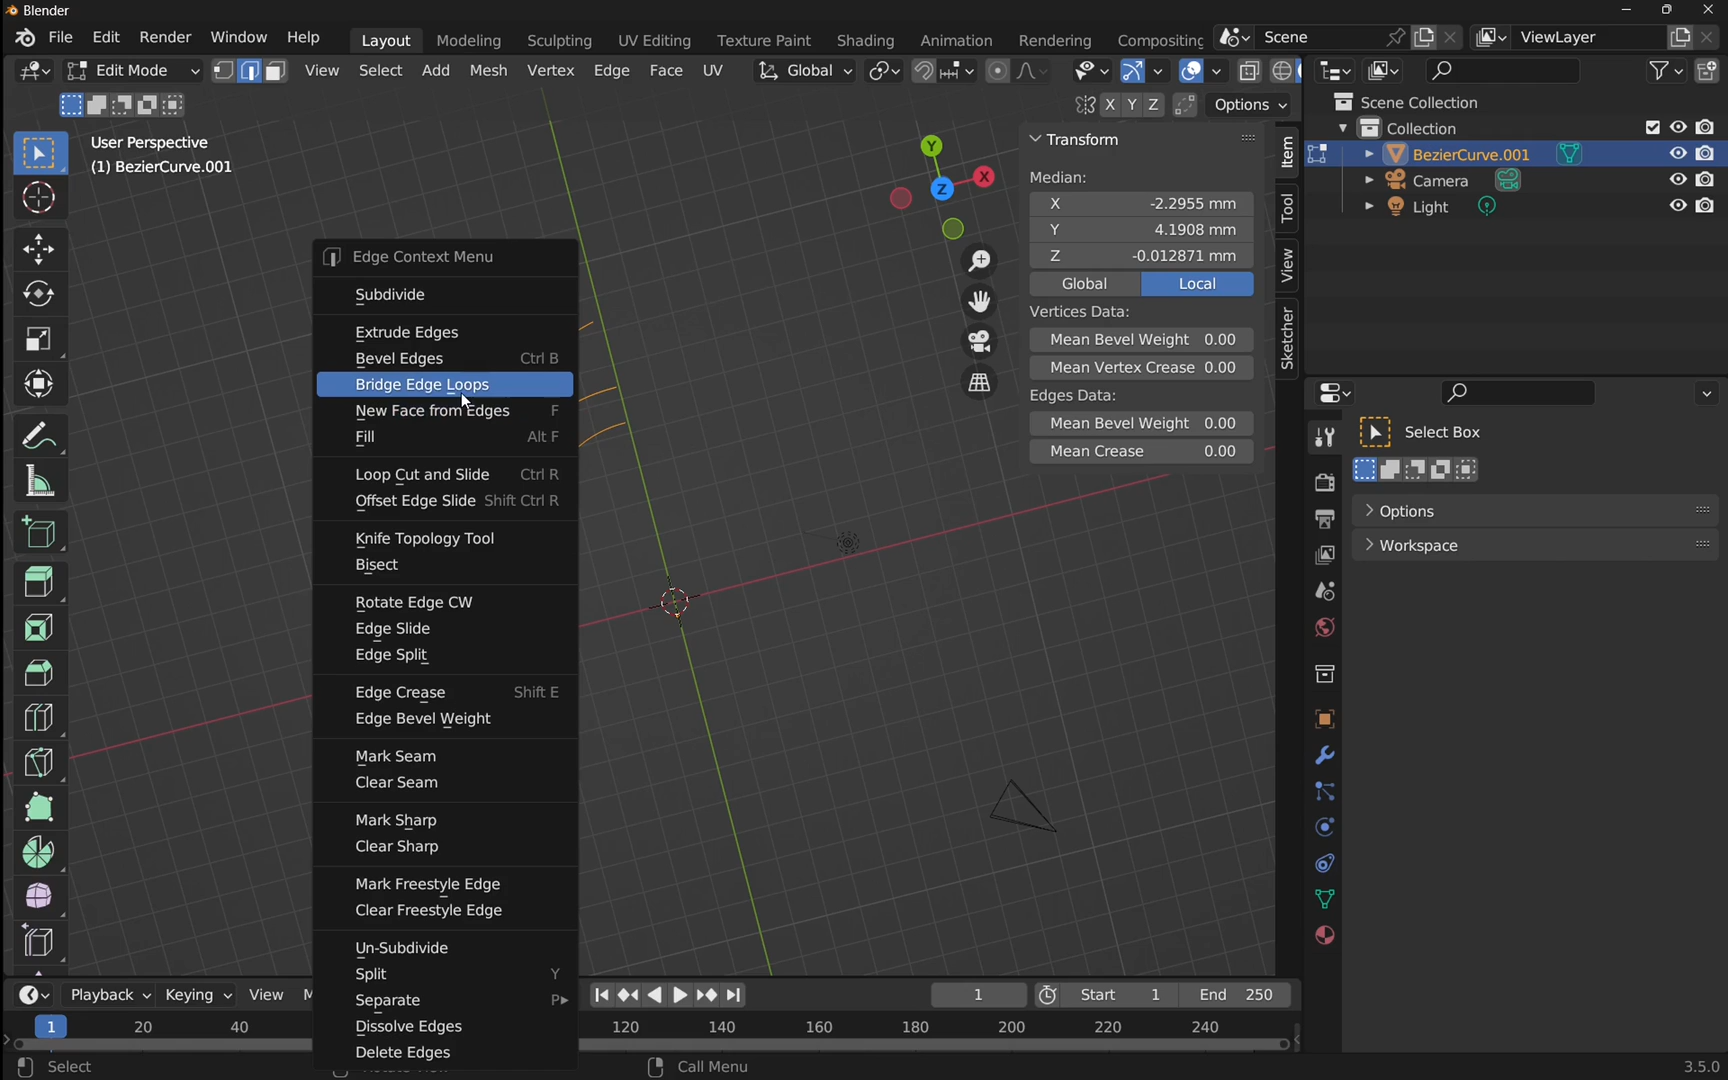 Blender
File Edit Render Window Help Layout Modeling Sculpting UV Editing Texture Paint Shading Animation Rendering Compositing Scene ViewLayer
Edit Mode View Select Add Mesh Vertex Edge Face UV Global
X Y Z Options
User Perspective
(1) BezierCurve.001
Y
X
Z
Edge Context Menu
Subdivide
Extrude Edges
Bevel Edges Ctrl B
Bridge Edge Loops
New Face from Edges F
Fill Alt F
Loop Cut and Slide Ctrl R
Offset Edge Slide Shift Ctrl R
Knife Topology Tool
Bisect
Rotate Edge CW
Edge Slide
Edge Split
Edge Crease Shift E
Edge Bevel Weight
Mark Seam
Clear Seam
Mark Sharp
Clear Sharp
Mark Freestyle Edge
Clear Freestyle Edge
Un-Subdivide
Split Y
Separate P
Dissolve Edges
Delete Edges
Transform
Median:
X -2.2955 mm
Y 4.1908 mm
Z -0.012871 mm
Global Local
Vertices Data:
Mean Bevel Weight 0.00
Mean Vertex Crease 0.00
Edges Data:
Mean Bevel Weight 0.00
Mean Crease 0.00
Item
Tool
View
Sketcher
Scene Collection
Collection
BezierCurve.001
Camera
Light
Select Box
Options
Workspace
Playback Keying View 1 Start 1 End 250
1 20 40 120 140 160 180 200 220 240
Select Call Menu 3.5.0